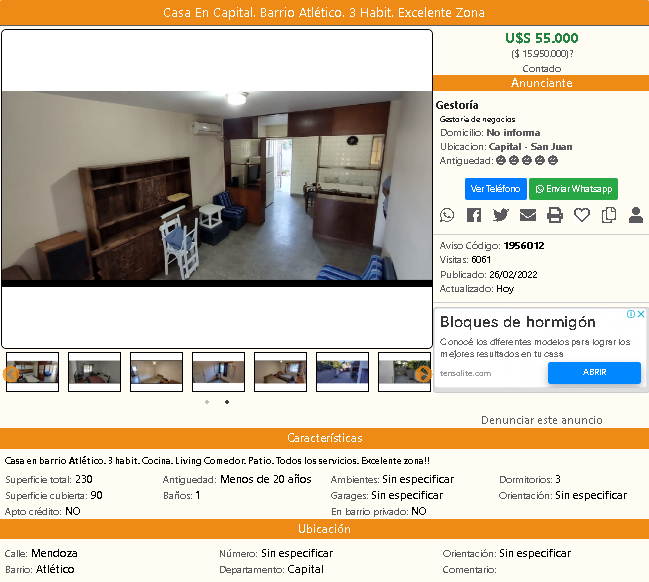 Casa En Capital. Barrio Atlético. 3 Habit. Excelente Zona
U$S 55.000
($ 15.950.000)?
Contado
Anunciante
Gestoría
Gestoría de negocios
Domicilio: No informa
Ubicacion: Capital - San Juan
Antiguedad:
Ver Teléfono
Enviar Whatsapp
Aviso Código: 1956012
Visitas: 6061
Publicado: 26/02/2022
Actualizado: Hoy
Bloques de hormigón
Conocé los diferentes modelos para lograr los
mejores resultados en tu casa
tensolite.com
ABRIR
Denunciar este anuncio
Características
Casa en barrio Atlético. 3 habit. Cocina. Living Comedor. Patio. Todos los servicios. Excelente zona!!
Superficie total: 230 Antiguedad: Menos de 20 años Ambientes: Sin especificar Dormitorios: 3
Superficie cubierta: 90 Baños: 1 Garages: Sin especificar Orientación: Sin especificar
Apto crédito: NO En barrio privado: NO
Ubicación
Calle: Mendoza Número: Sin especificar Orientación: Sin especificar
Barrio: Atlético Departamento: Capital Comentario: